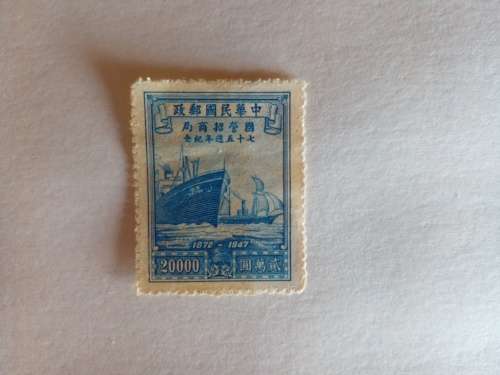 政郵國民華中
局商招營國
念紀年週五十七
1872 - 1947
20000 圓萬貳